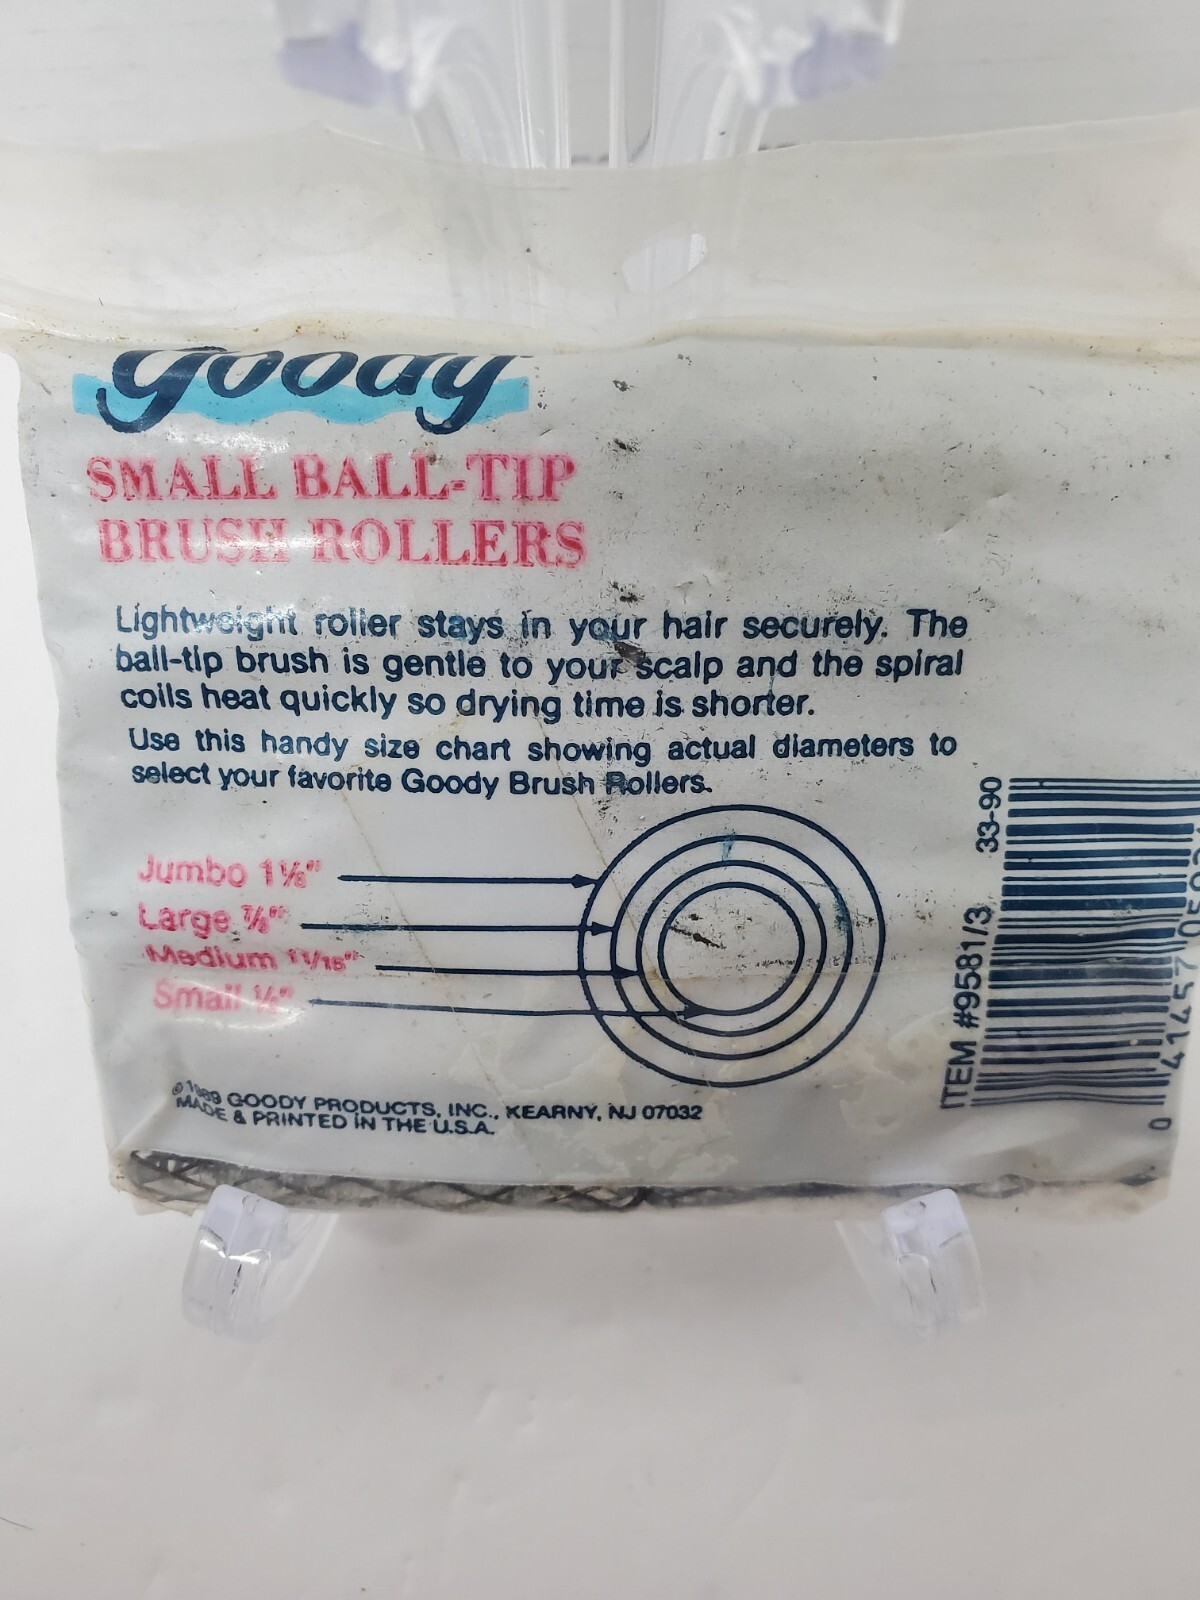 goody
SMALL BALL-TIP
BRUSH ROLLERS
Lightweight roller stays in your hair securely. The
ball-tip brush is gentle to your scalp and the spiral
coils heat quickly so drying time is shorter.
Use this handy size chart showing actual diameters to
select your favorite Goody Brush Rollers.
Jumbo 1⅛"
Large ⅞"
Medium 11/16"
Small ½"
© 1989 GOODY PRODUCTS, INC., KEARNY, NJ 07032
MADE & PRINTED IN THE U.S.A.
ITEM #9581/3 33-90
0 41457